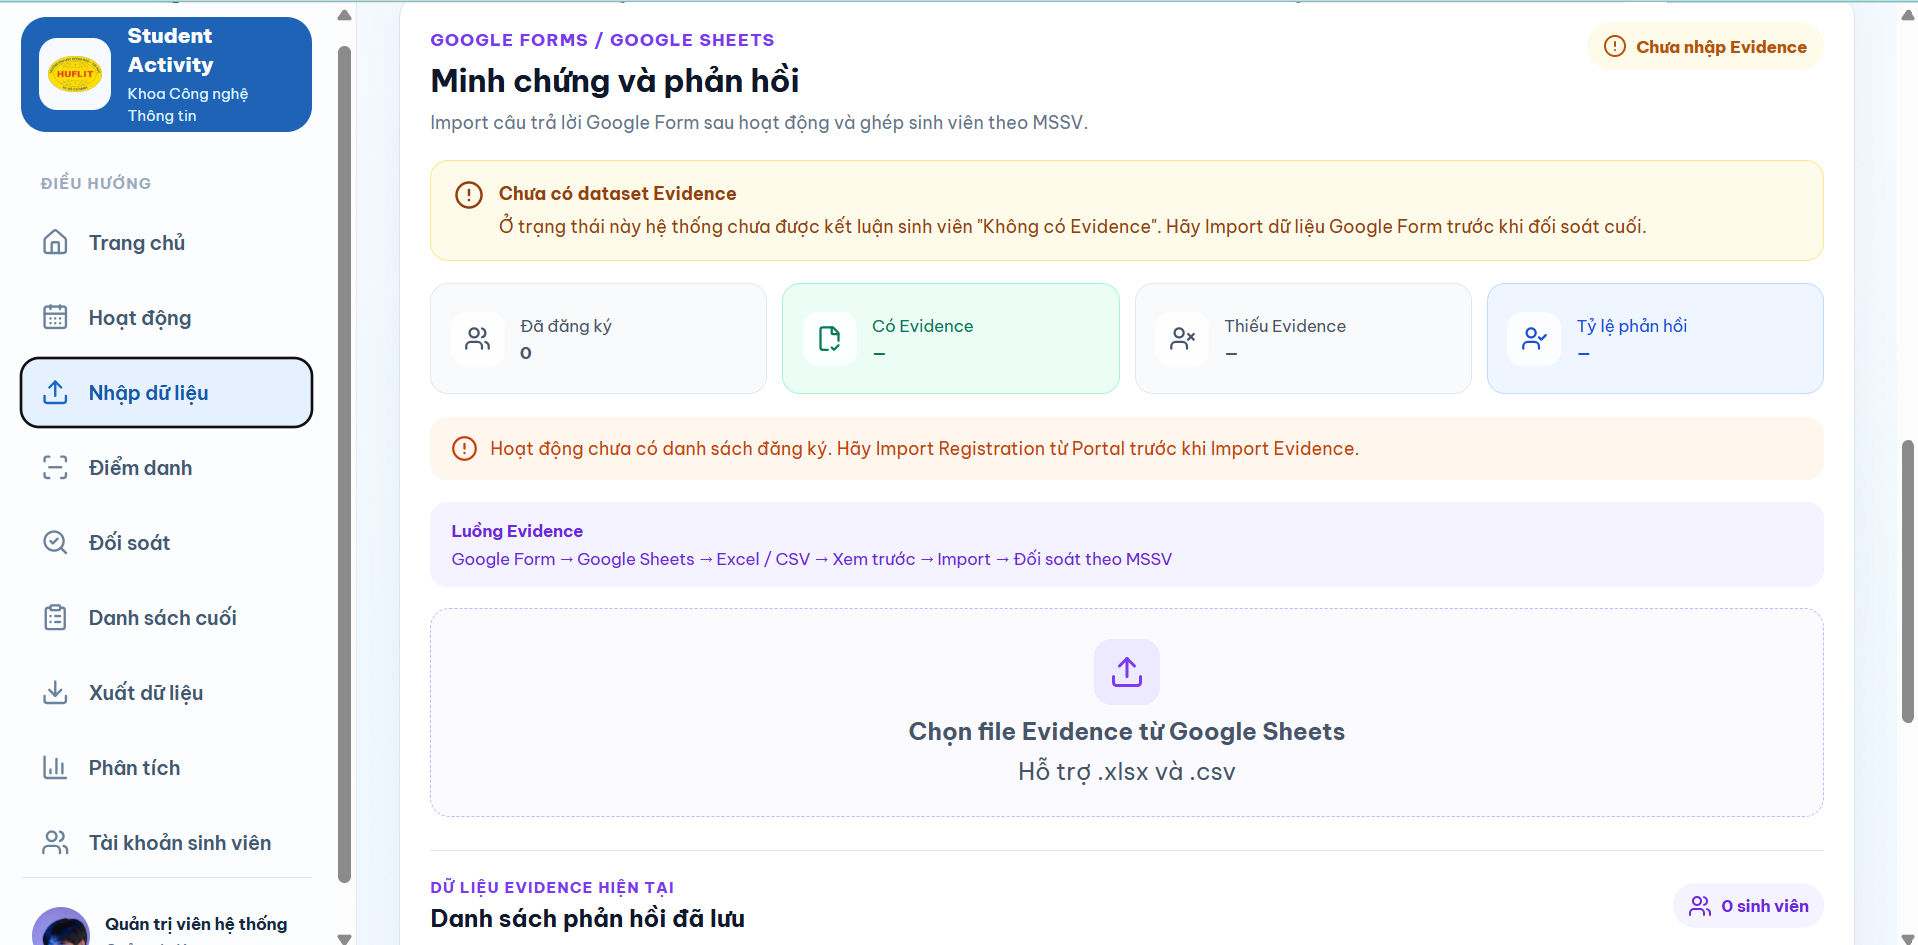 HUFLIT
Student
Activity
Khoa Công nghệ
Thông tin
ĐIỀU HƯỚNG
Trang chủ
Hoạt động
Nhập dữ liệu
Điểm danh
Đối soát
Danh sách cuối
Xuất dữ liệu
Phân tích
Tài khoản sinh viên
Quản trị viên hệ thống
GOOGLE FORMS / GOOGLE SHEETS
Chưa nhập Evidence
Minh chứng và phản hồi
Import câu trả lời Google Form sau hoạt động và ghép sinh viên theo MSSV.
Chưa có dataset Evidence
Ở trạng thái này hệ thống chưa được kết luận sinh viên "Không có Evidence". Hãy Import dữ liệu Google Form trước khi đối soát cuối.
Đã đăng ký
0
Có Evidence
—
Thiếu Evidence
—
Tỷ lệ phản hồi
—
Hoạt động chưa có danh sách đăng ký. Hãy Import Registration từ Portal trước khi Import Evidence.
Luồng Evidence
Google Form → Google Sheets → Excel / CSV → Xem trước → Import → Đối soát theo MSSV
Chọn file Evidence từ Google Sheets
Hỗ trợ .xlsx và .csv
DỮ LIỆU EVIDENCE HIỆN TẠI
Danh sách phản hồi đã lưu
0 sinh viên